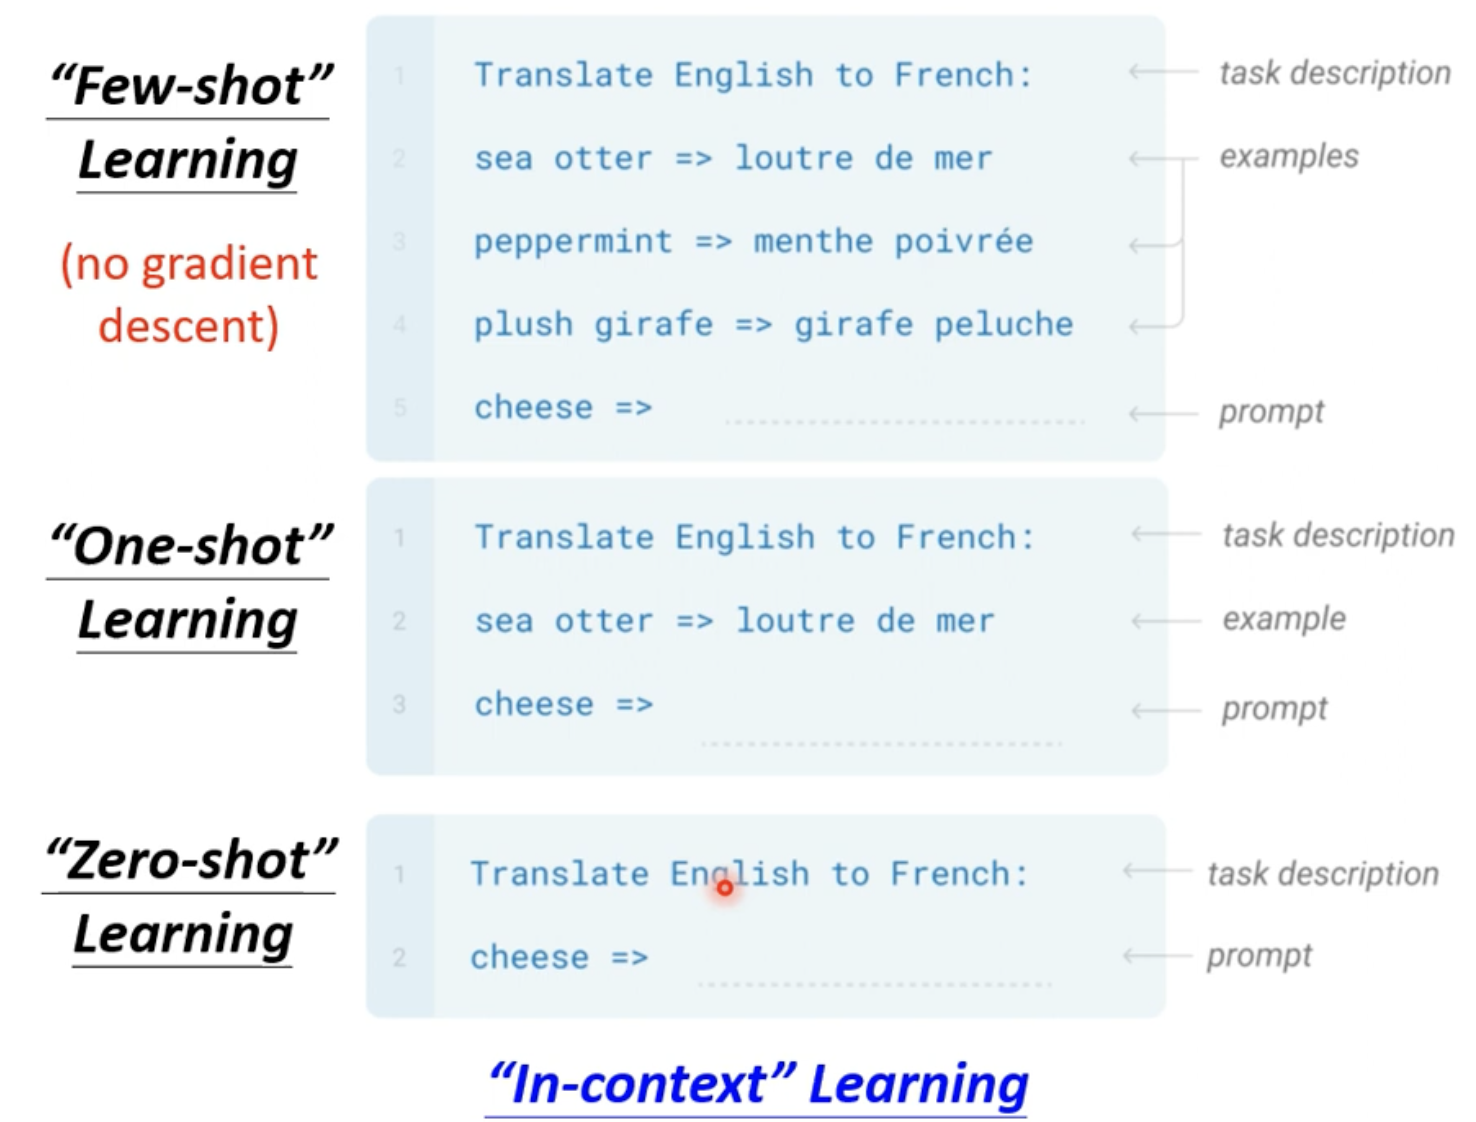 “Few-shot”
Learning
(no gradient
descent)
1 Translate English to French: task description
2 sea otter => loutre de mer examples
3 peppermint => menthe poivrée
4 plush girafe => girafe peluche
5 cheese => prompt
“One-shot”
Learning
1 Translate English to French: task description
2 sea otter => loutre de mer example
3 cheese => prompt
“Zero-shot”
Learning
1 Translate English to French: task description
2 cheese => prompt
“In-context” Learning